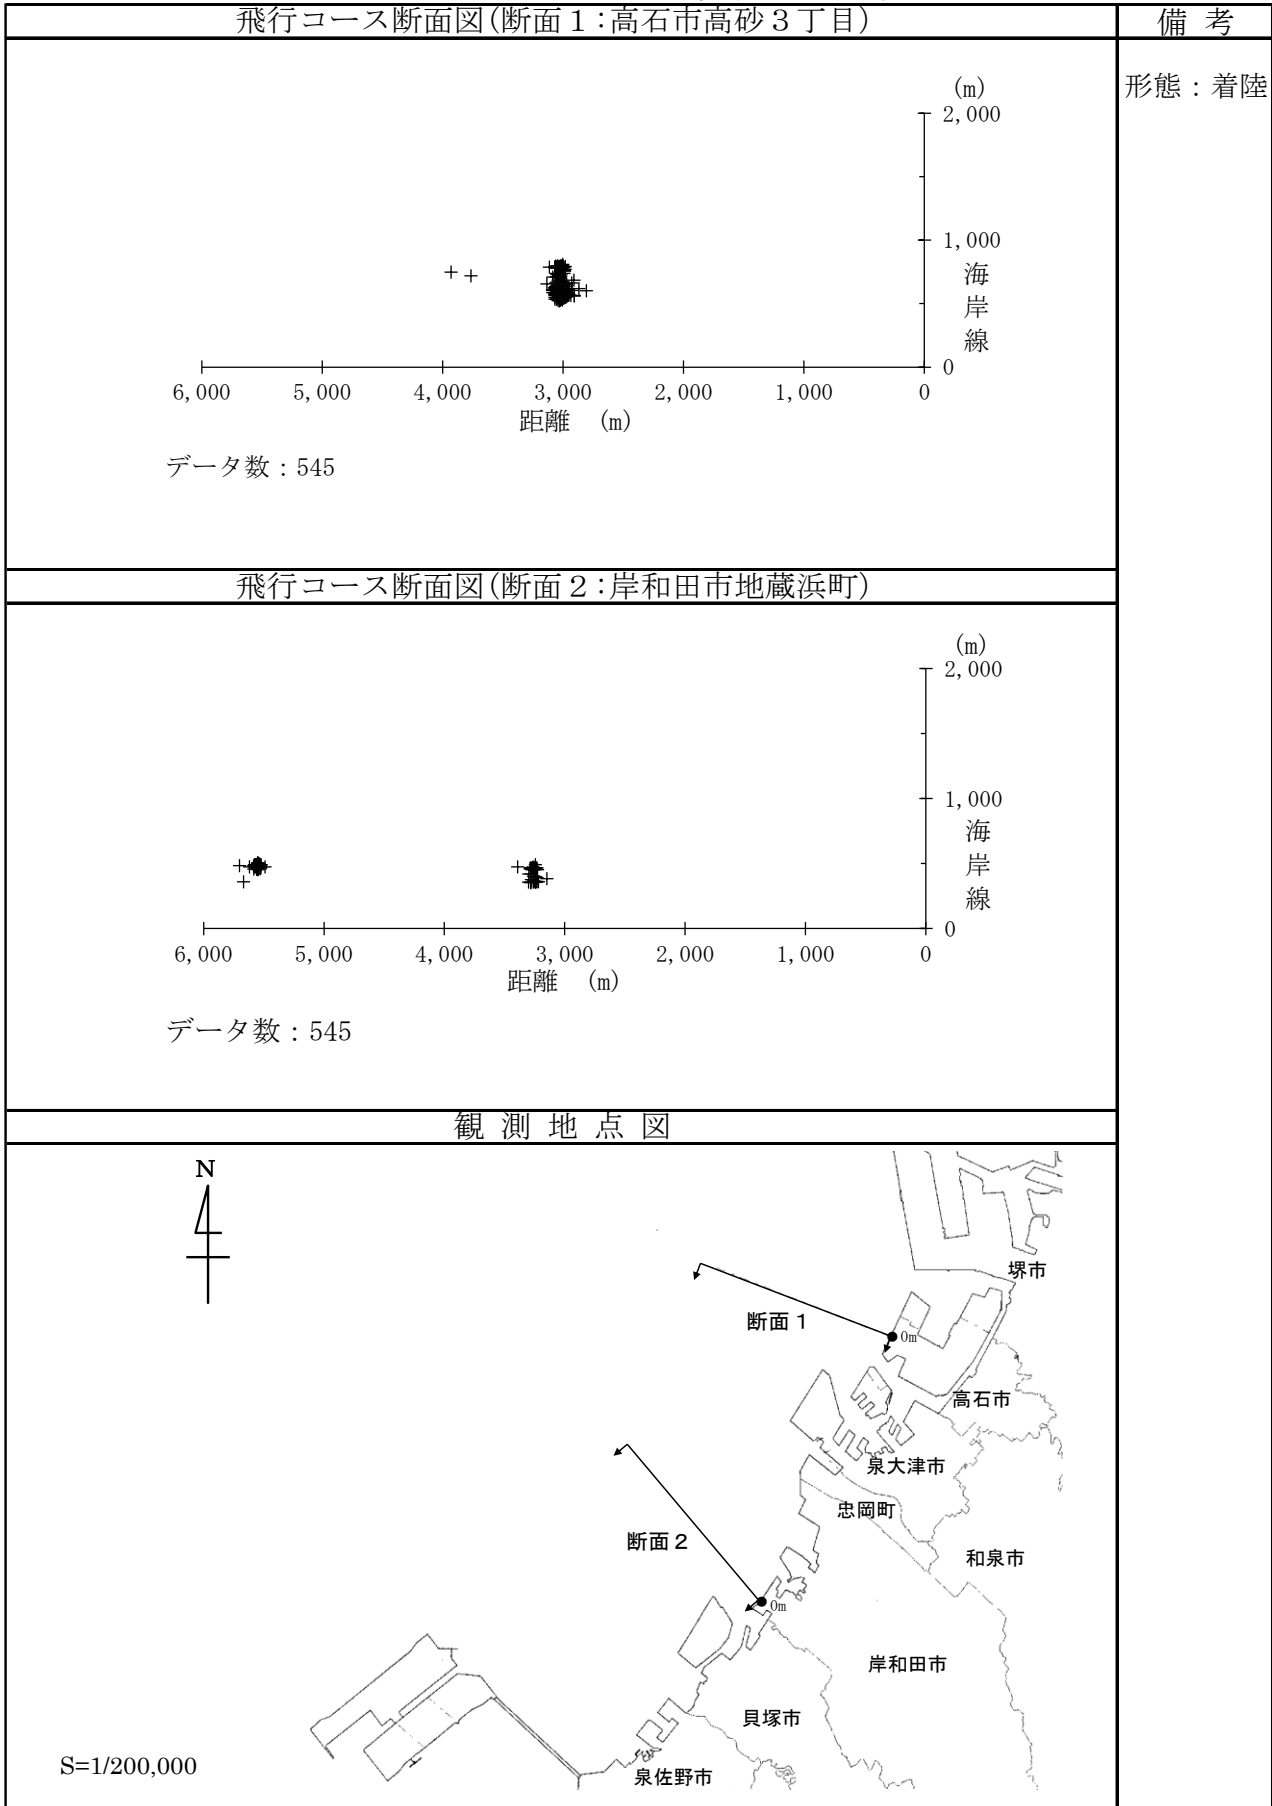 飛行コース断面図(断面１:高石市高砂３丁目)
備 考
形態：着陸
(m)
2,000
1,000
海岸線
0
6,000 5,000 4,000 3,000 2,000 1,000 0
距離 (m)
データ数：545
飛行コース断面図(断面２:岸和田市地蔵浜町)
(m)
2,000
1,000
海岸線
0
6,000 5,000 4,000 3,000 2,000 1,000 0
距離 (m)
データ数：545
観 測 地 点 図
N
堺市
断面１
0m
高石市
泉大津市
忠岡町
断面２
和泉市
0m
岸和田市
貝塚市
S=1/200,000
泉佐野市